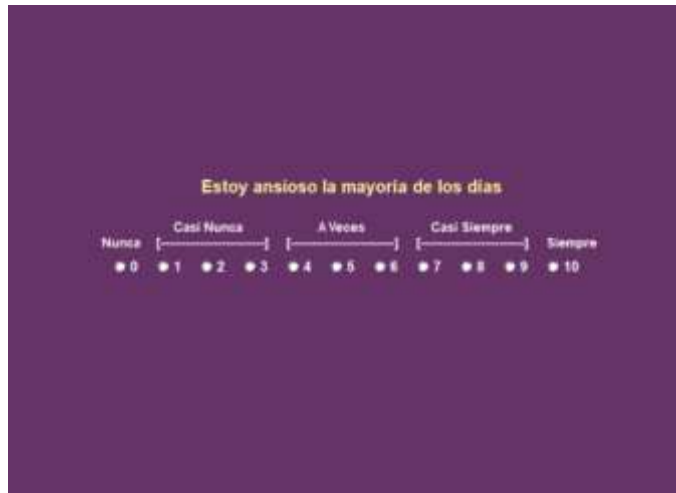 Estoy ansioso la mayoría de los días
Casi Nunca A Veces Casi Siempre
Nunca [--------------------] [--------------------] [--------------------] Siempre
0 1 2 3 4 5 6 7 8 9 10